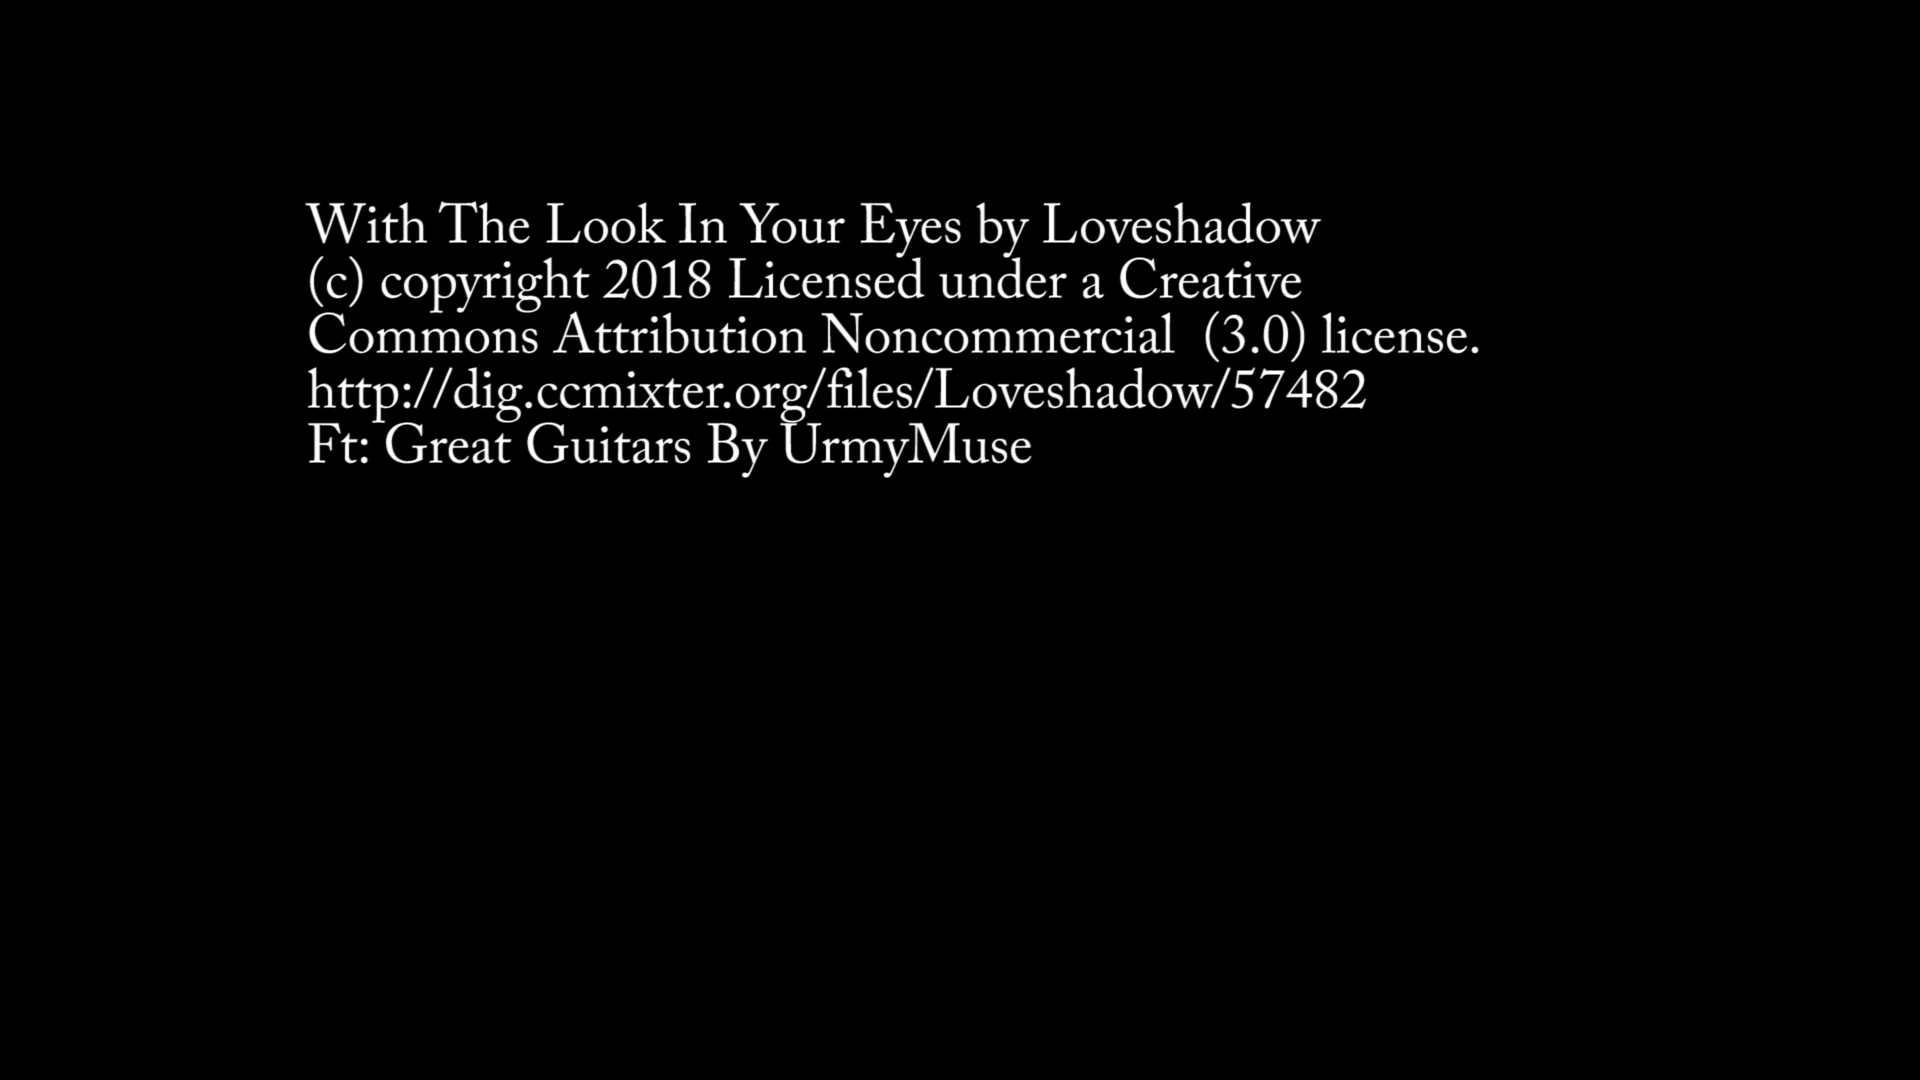 With The Look In Your Eyes by Loveshadow
(c) copyright 2018 Licensed under a Creative
Commons Attribution Noncommercial  (3.0) license.
http://dig.ccmixter.org/files/Loveshadow/57482
Ft: Great Guitars By UrmyMuse